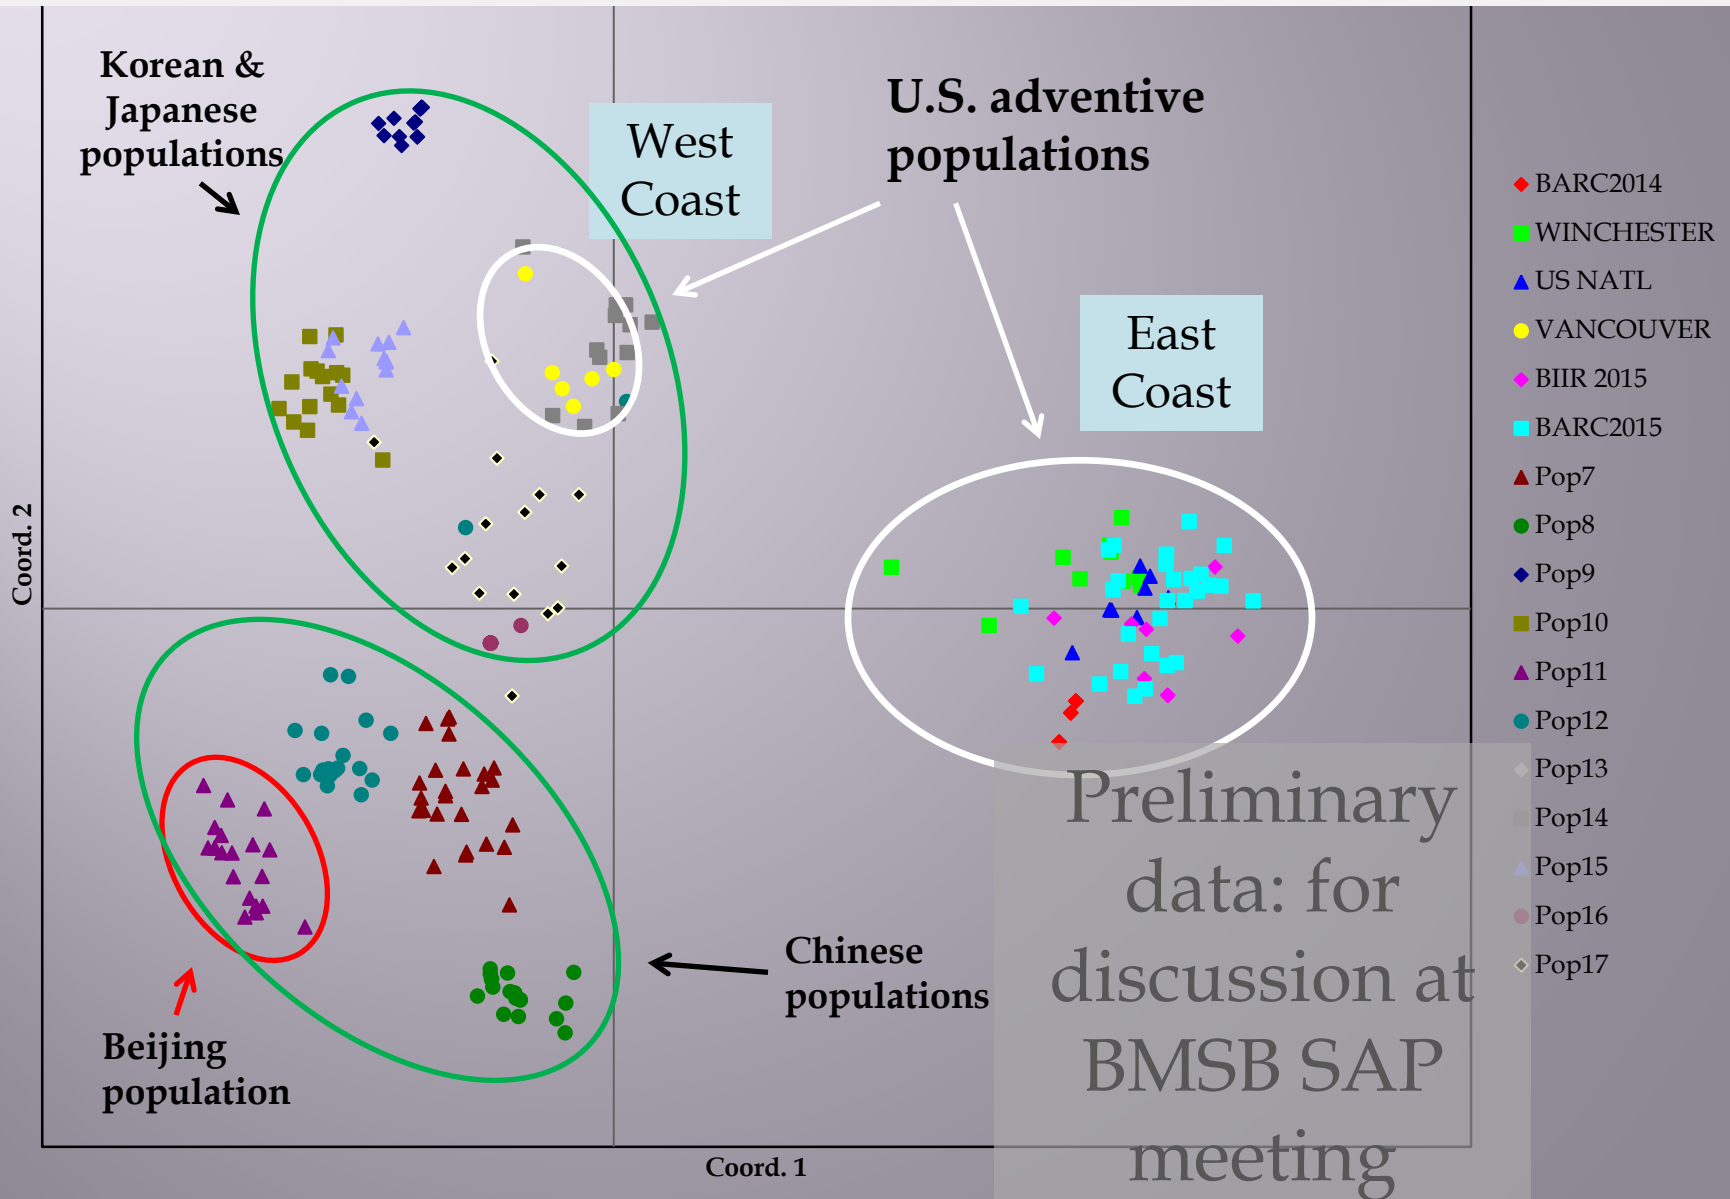 Korean &
Japanese
populations
West
Coast
U.S. adventive
populations
East
Coast
BARC2014
WINCHESTER
US NATL
VANCOUVER
BIIR 2015
BARC2015
Pop7
Pop8
Pop9
Pop10
Pop11
Pop12
Pop13
Pop14
Pop15
Pop16
Pop17
Coord. 2
Chinese
populations
Beijing
population
Preliminary
data: for
discussion at
BMSB SAP
meeting
Coord. 1